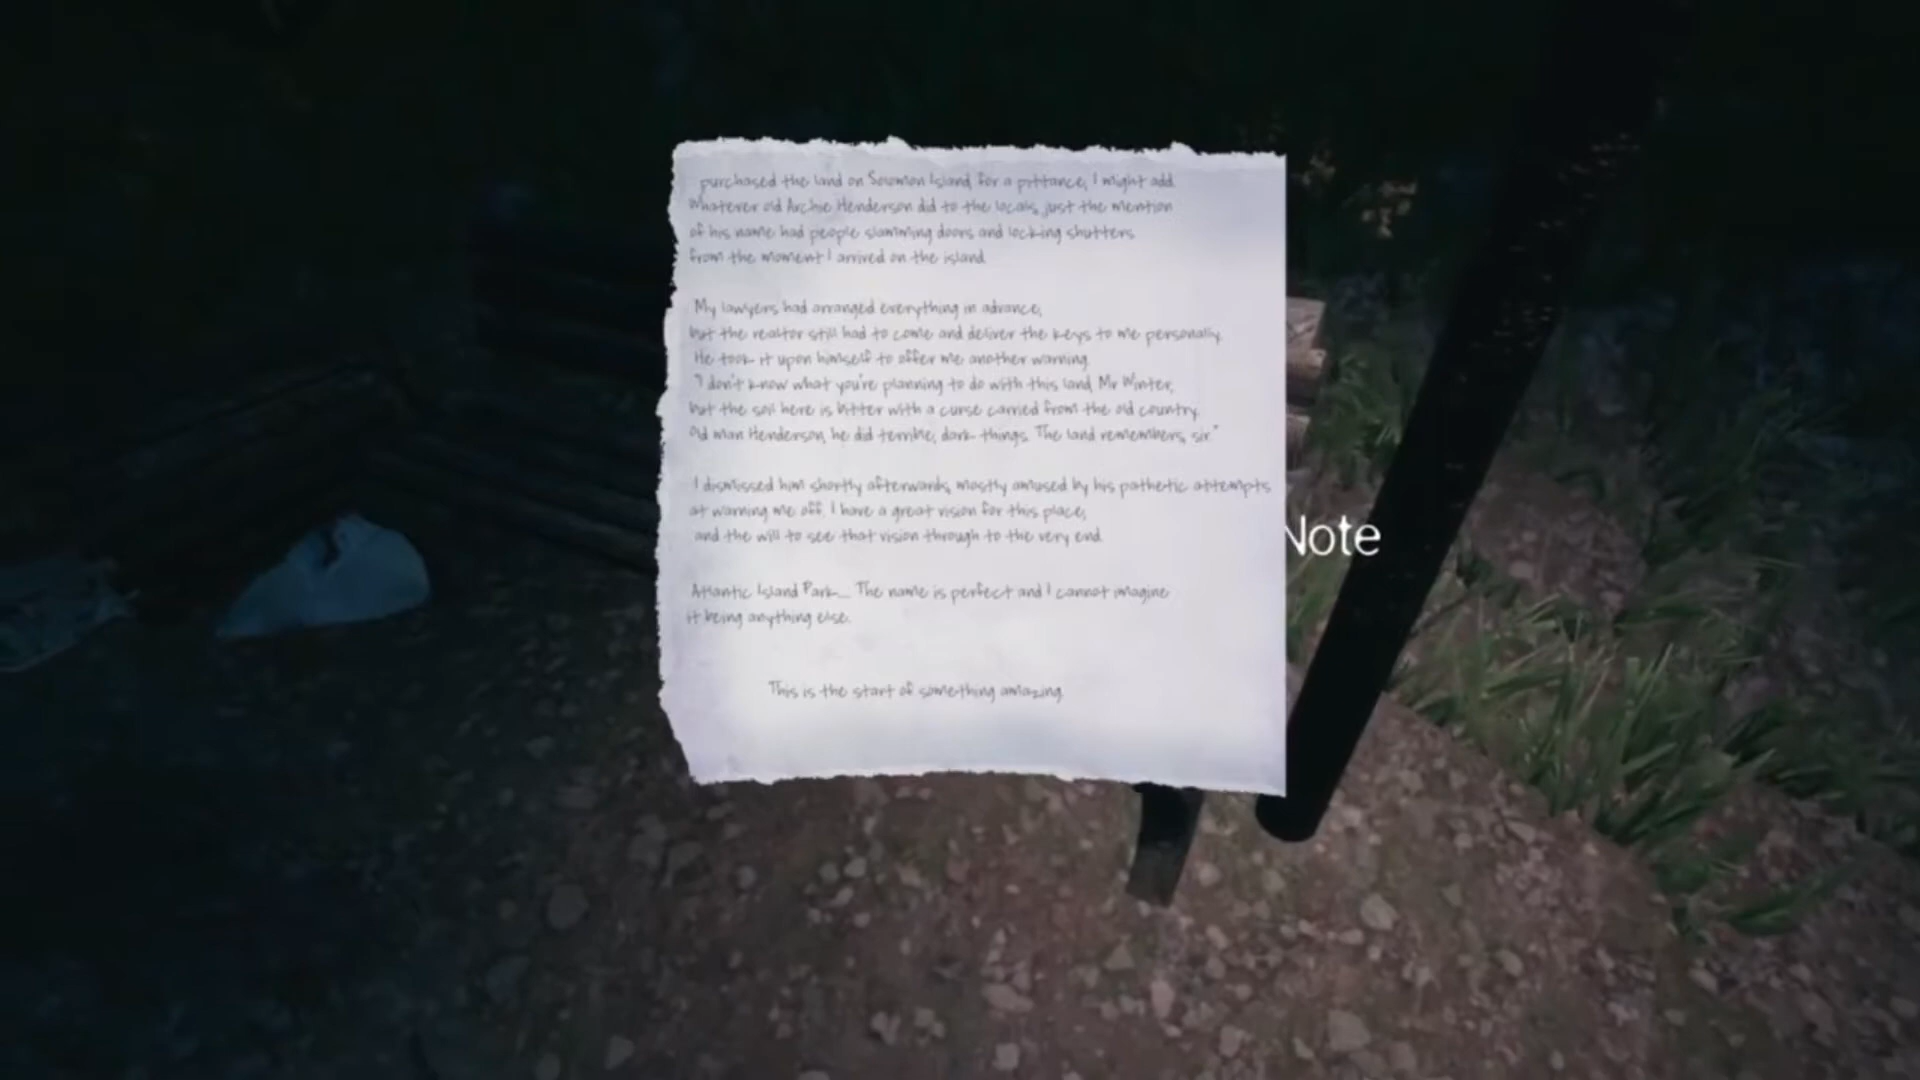 purchased the land on Solomon Island, for a pittance, I might add.
Whatever old Archie Henderson did to the locals, just the mention
of his name had people slamming doors and locking shutters
from the moment I arrived on the island.
My lawyers had arranged everything in advance,
but the realtor still had to come and deliver the keys to me personally.
He took it upon himself to offer me another warning.
"I don't know what you're planning to do with this land, Mr Winter,
but the soil here is bitter with a curse carried from the old country.
Old man Henderson, he did terrible, dark things. The land remembers, sir."
I dismissed him shortly afterwards, mostly amused by his pathetic attempts
at warning me off. I have a great vision for this place,
and the will to see that vision through to the very end.
Note
Atlantic Island Park... The name is perfect and I cannot imagine
it being anything else.
This is the start of something amazing.